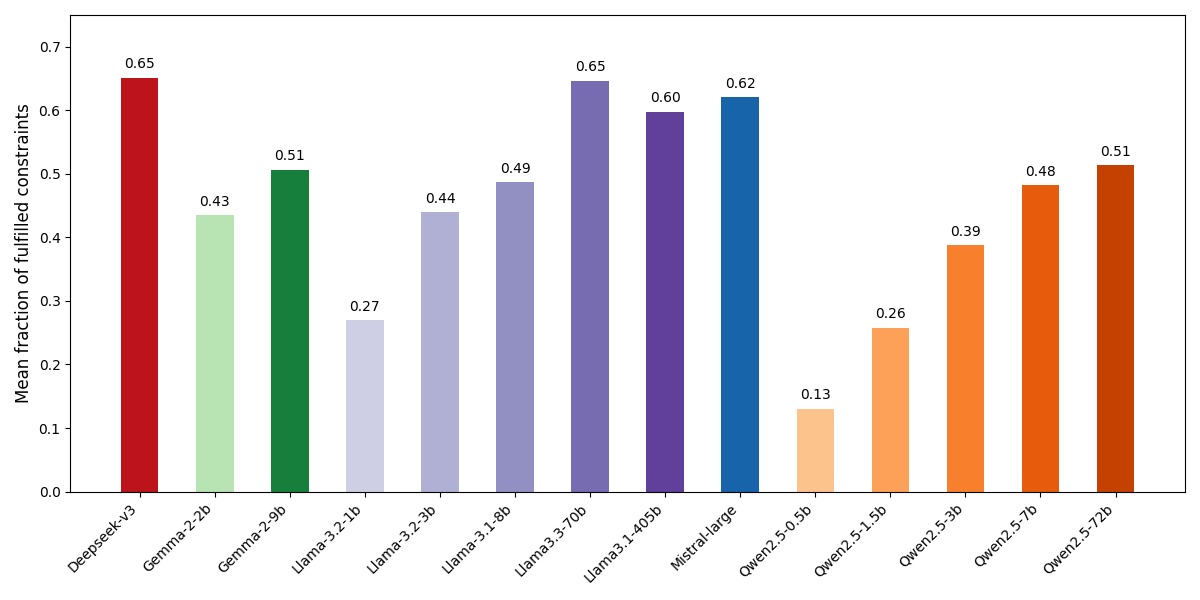 Mean fraction of fulfilled constraints
0.7
0.6
0.5
0.4
0.3
0.2
0.1
0.0
0.65
0.43
0.51
0.27
0.44
0.49
0.65
0.60
0.62
0.13
0.26
0.39
0.48
0.51
Deepseek-v3
Gemma-2-2b
Gemma-2-9b
Llama-3.2-1b
Llama-3.2-3b
Llama-3.1-8b
Llama3.3-70b
Llama3.1-405b
Mistral-large
Qwen2.5-0.5b
Qwen2.5-1.5b
Qwen2.5-3b
Qwen2.5-7b
Qwen2.5-72b